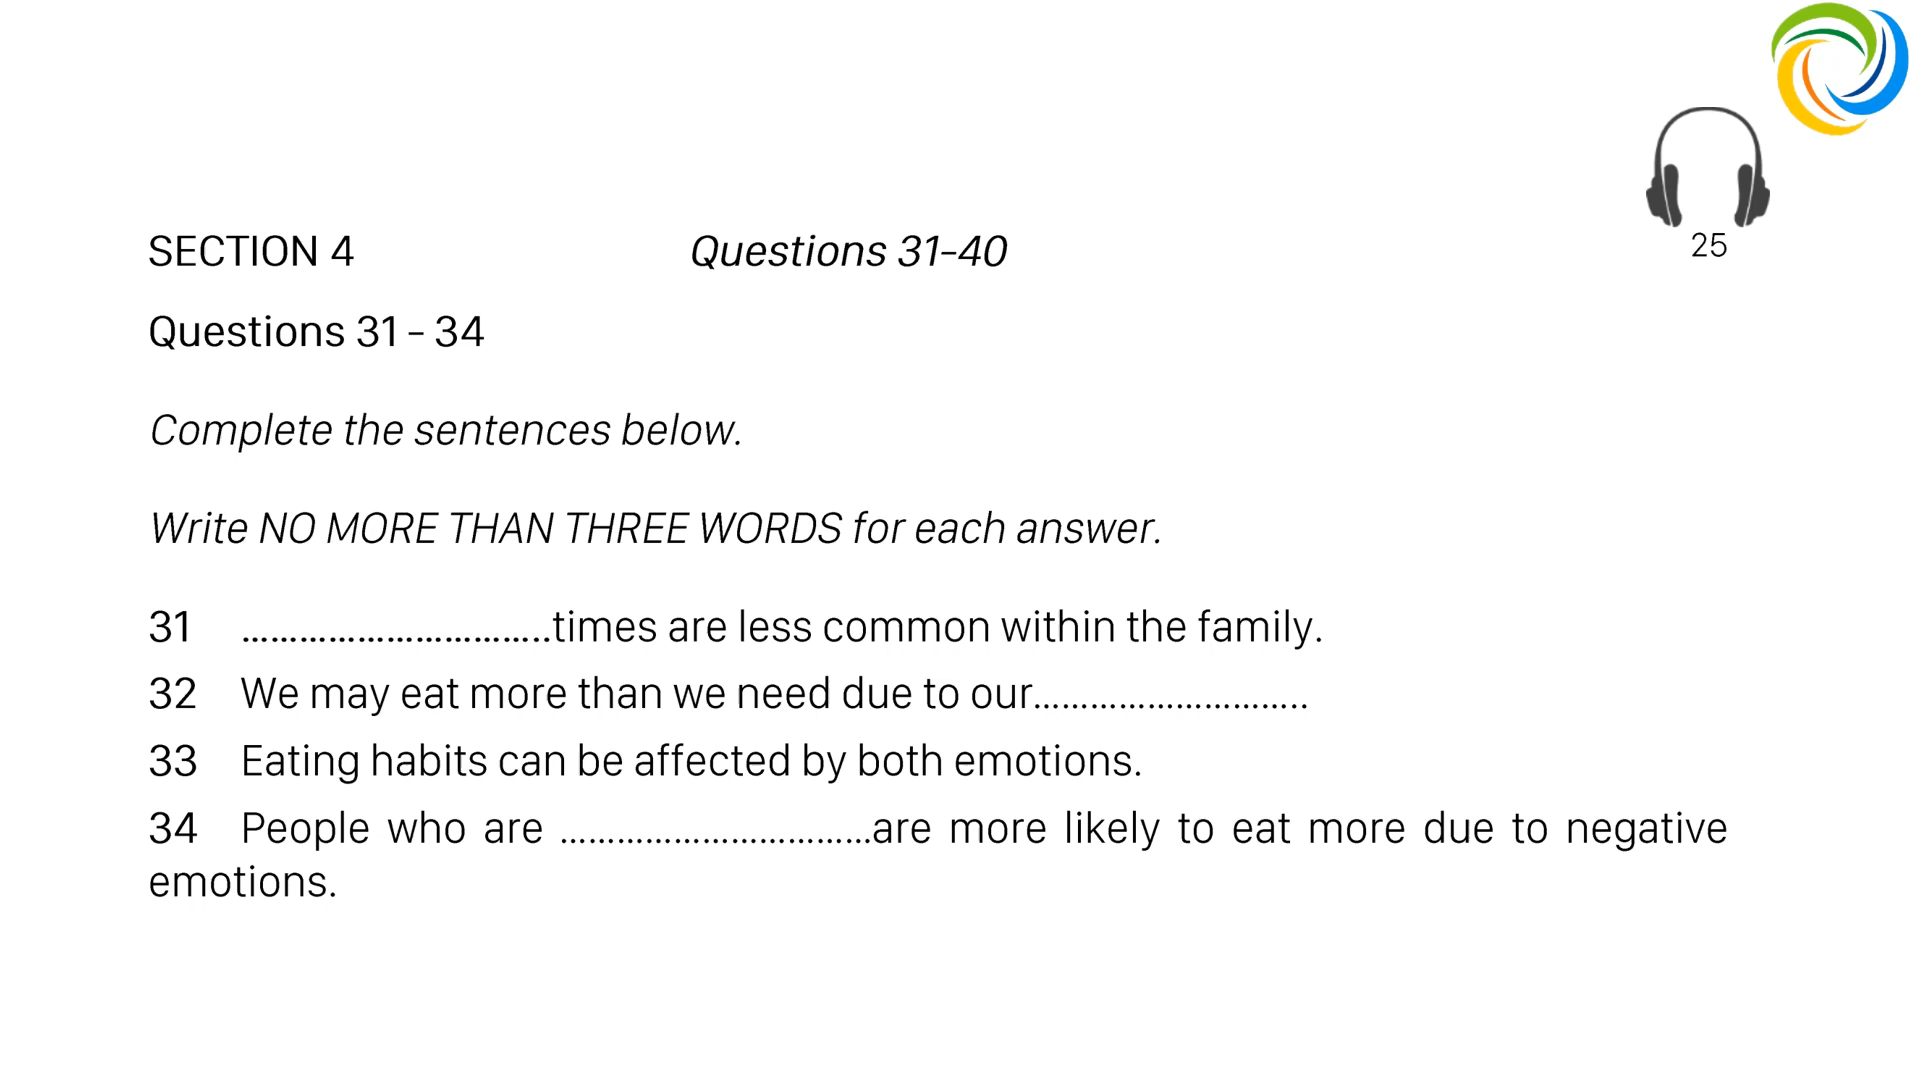 25
SECTION 4 Questions 31–40
Questions 31 – 34
Complete the sentences below.
Write NO MORE THAN THREE WORDS for each answer.
31 …………………………..times are less common within the family.
32 We may eat more than we need due to our………………………..
33 Eating habits can be affected by both emotions.
34 People who are ……………………………are more likely to eat more due to negative
emotions.